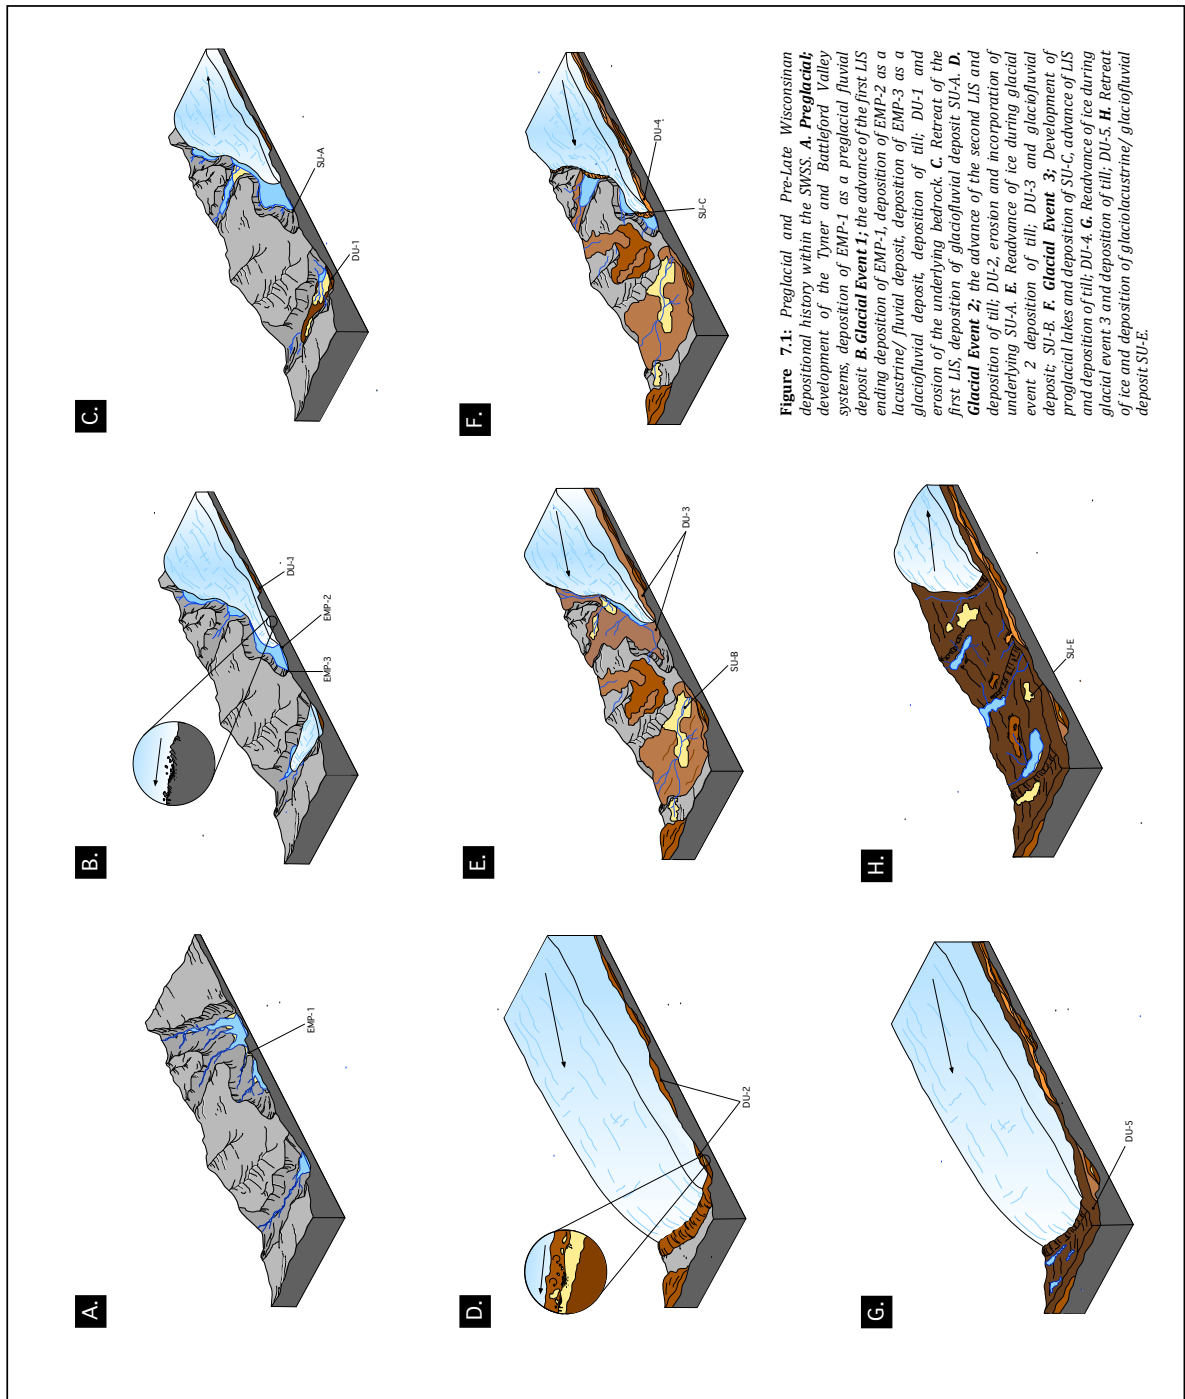 A.
EMP-1
B.
DU-1
EMP-2
EMP-3
C.
SU-A
DU-1
D.
DU-2
E.
DU-3
SU-B
F.
DU-4
SU-C
G.
DU-5
H.
SU-E
Figure 7.1: Preglacial and Pre-Late Wisconsinan
depositional history within the SWSS. A. Preglacial;
development of the Tyner and Battleford Valley
systems, deposition of EMP-1 as a preglacial fluvial
deposit B. Glacial Event 1; the advance of the first LIS
ending deposition of EMP-1, deposition of EMP-2 as a
lacustrine/ fluvial deposit, deposition of EMP-3 as a
glaciofluvial deposit, deposition of till; DU-1 and
erosion of the underlying bedrock. C. Retreat of the
first LIS, deposition of glaciofluvial deposit SU-A. D.
Glacial Event 2; the advance of the second LIS and
deposition of till; DU-2, erosion and incorporation of
underlying SU-A. E. Readvance of ice during glacial
event 2 deposition of till; DU-3 and glaciofluvial
deposit; SU-B. F. Glacial Event 3; Development of
proglacial lakes and deposition of SU-C, advance of LIS
and deposition of till; DU-4. G. Readvance of ice during
glacial event 3 and deposition of till; DU-5. H. Retreat
of ice and deposition of glaciolacustrine/ glaciofluvial
deposit SU-E.